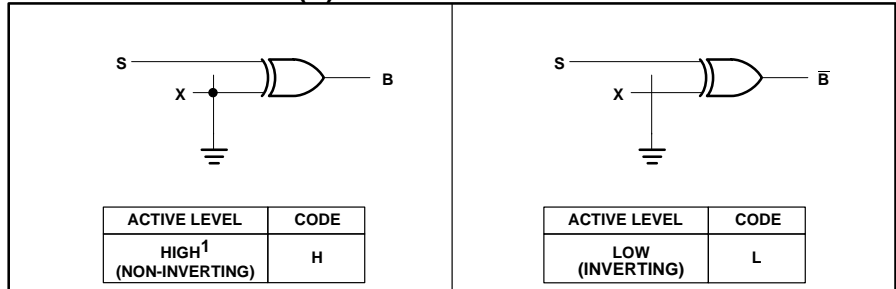 S
X
B
ACTIVE LEVEL CODE
HIGH1 H
(NON-INVERTING)
S
X
B̅
ACTIVE LEVEL CODE
LOW L
(INVERTING)